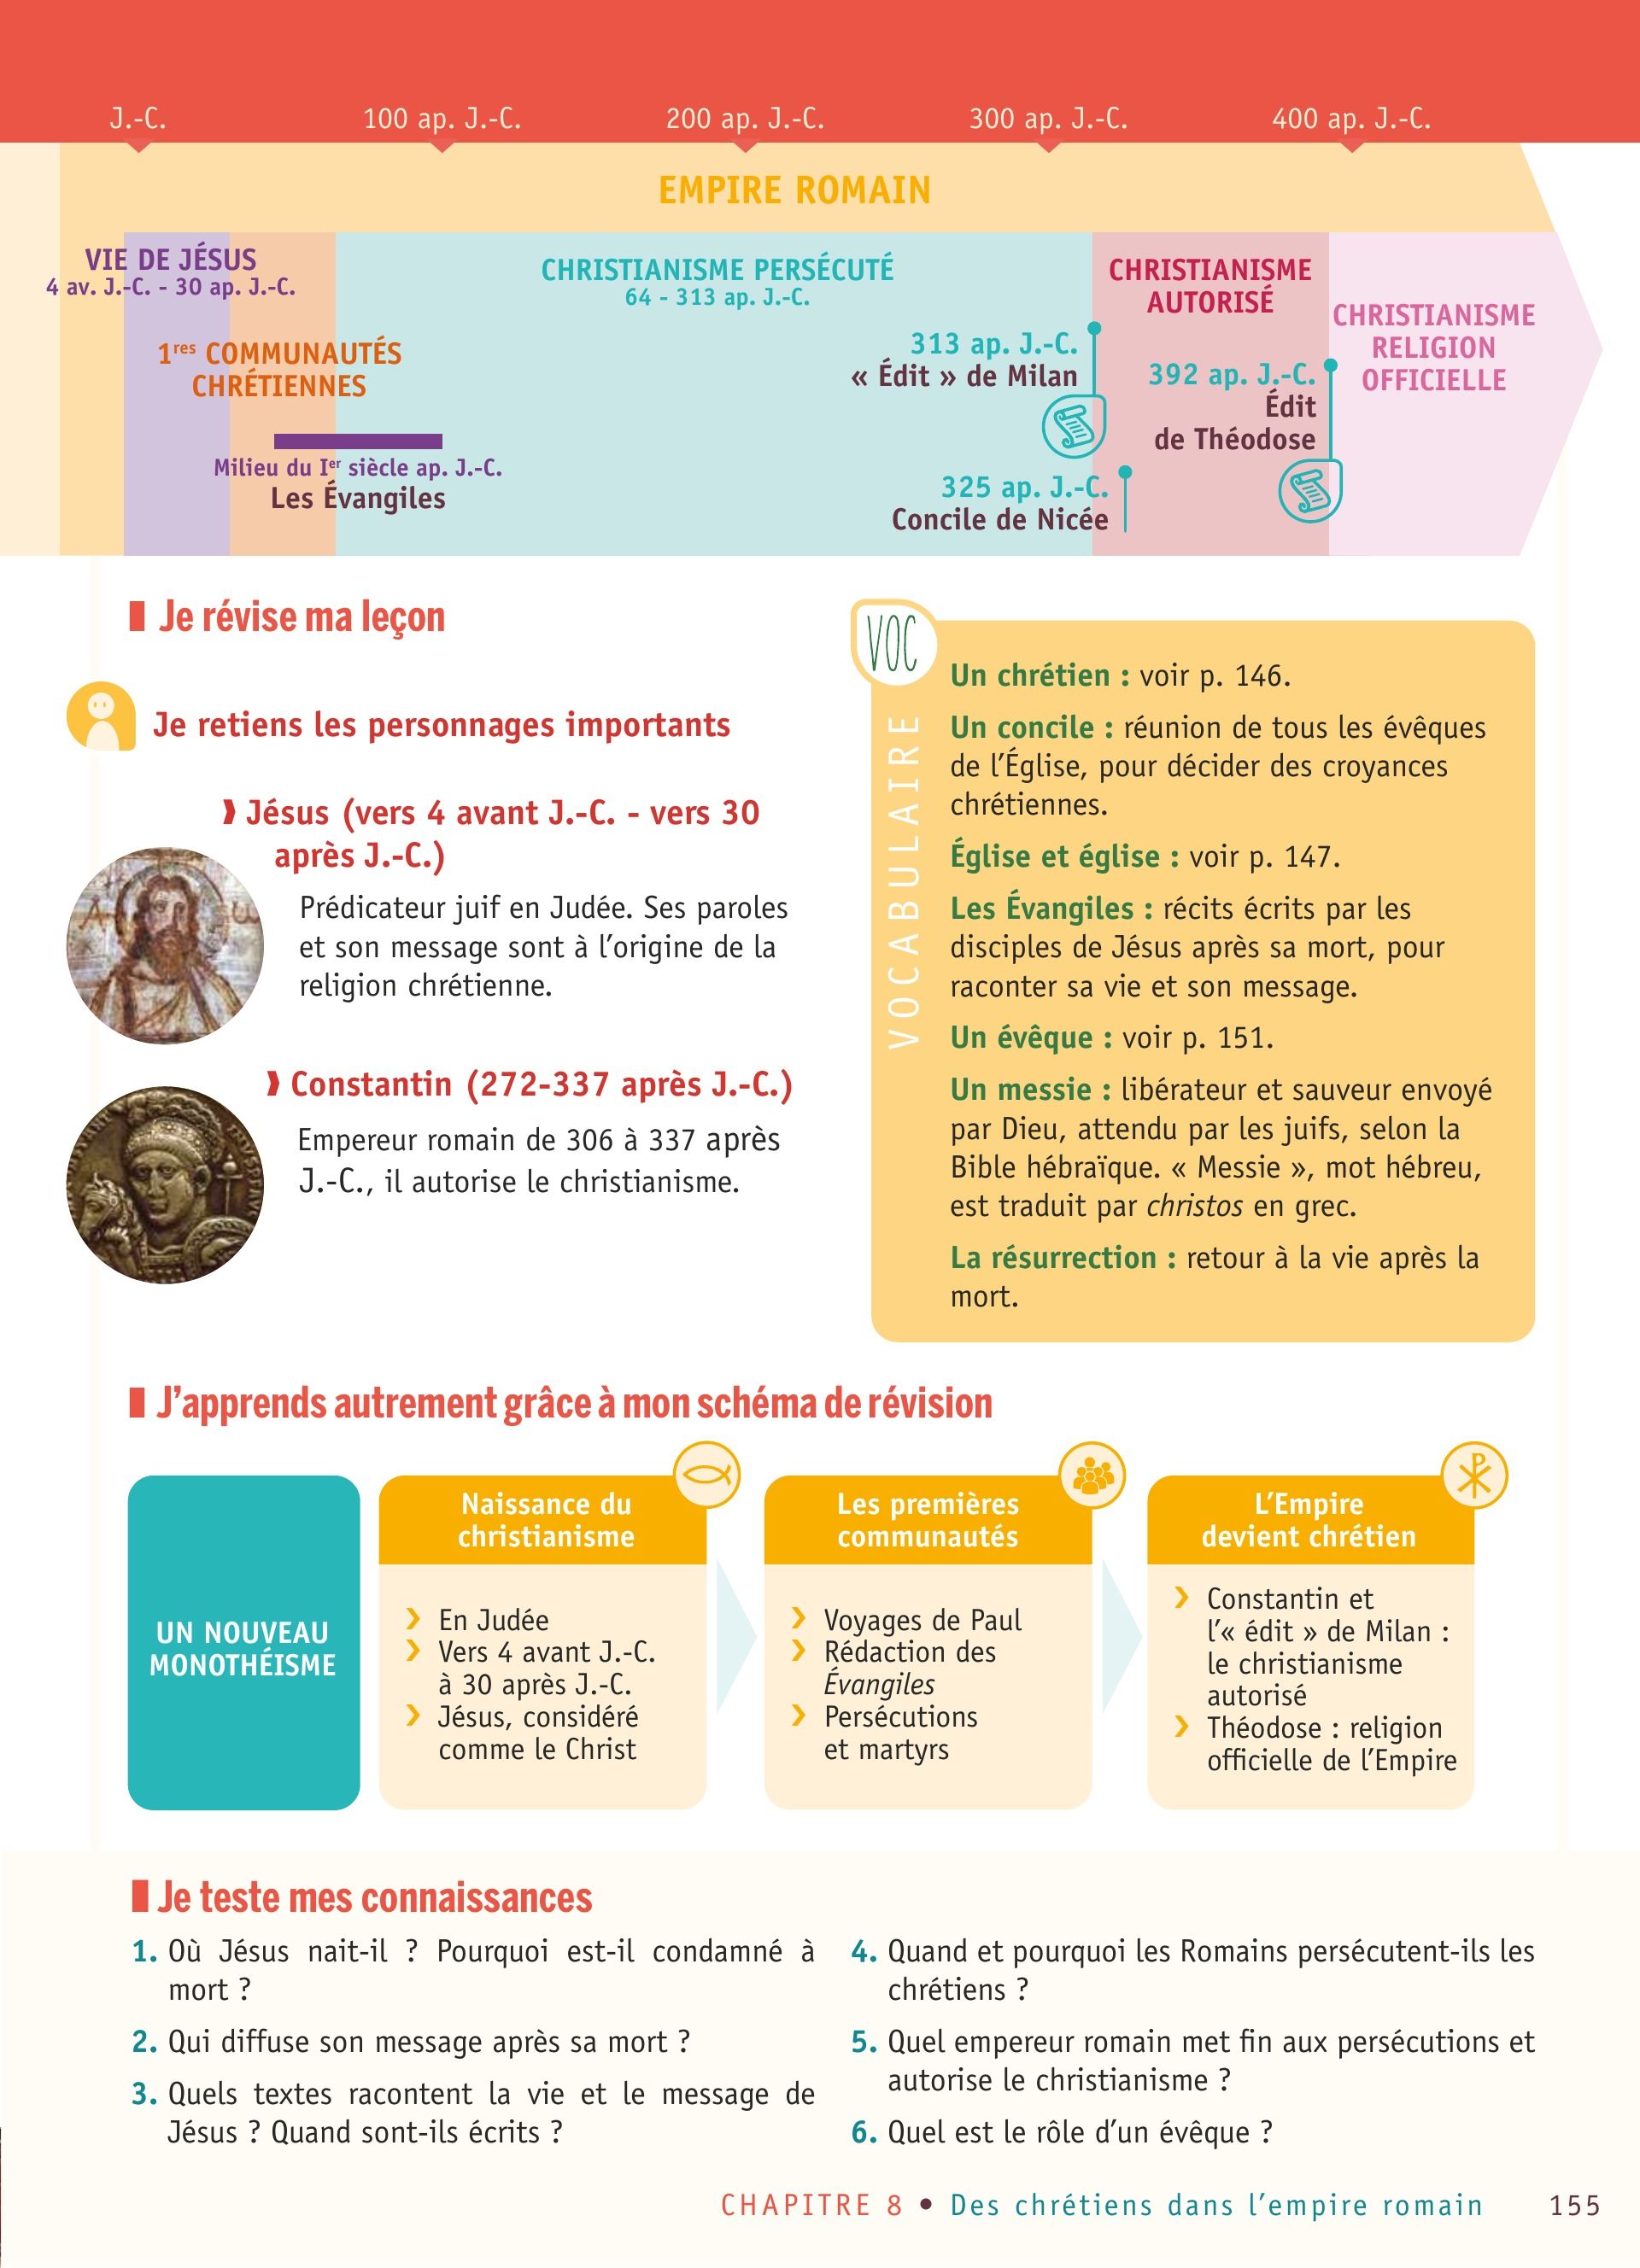 J.-C.
100 ap. J.-C.
200 ap. J.-C.
300 ap. J.-C.
400 ap. J.-C.
EMPIRE ROMAIN
VIE DE JÉSUS
4 av. J.-C. - 30 ap. J.-C.
1res COMMUNAUTÉS
CHRÉTIENNES
Milieu du Ier siècle ap. J.-C.
Les Évangiles
CHRISTIANISME PERSÉCUTÉ
64 - 313 ap. J.-C.
313 ap. J.-C.
« Édit » de Milan
325 ap. J.-C.
Concile de Nicée
CHRISTIANISME
AUTORISÉ
392 ap. J.-C.
Édit
de Théodose
CHRISTIANISME
RELIGION
OFFICIELLE
Je révise ma leçon
Je retiens les personnages importants
Jésus (vers 4 avant J.-C. - vers 30
après J.-C.)
Prédicateur juif en Judée. Ses paroles
et son message sont à l'origine de la
religion chrétienne.
Constantin (272-337 après J.-C.)
Empereur romain de 306 à 337 après
J.-C., il autorise le christianisme.
VOC
VOCABULAIRE
Un chrétien : voir p. 146.
Un concile : réunion de tous les évêques
de l'Église, pour décider des croyances
chrétiennes.
Église et église : voir p. 147.
Les Évangiles : récits écrits par les
disciples de Jésus après sa mort, pour
raconter sa vie et son message.
Un évêque : voir p. 151.
Un messie : libérateur et sauveur envoyé
par Dieu, attendu par les juifs, selon la
Bible hébraïque. « Messie », mot hébreu,
est traduit par christos en grec.
La résurrection : retour à la vie après la
mort.
J'apprends autrement grâce à mon schéma de révision
UN NOUVEAU
MONOTHÉISME
Naissance du
christianisme
En Judée
Vers 4 avant J.-C.
à 30 après J.-C.
Jésus, considéré
comme le Christ
Les premières
communautés
Voyages de Paul
Rédaction des
Évangiles
Persécutions
et martyrs
L'Empire
devient chrétien
Constantin et
l'« édit » de Milan :
le christianisme
autorisé
Théodose : religion
officielle de l'Empire
Je teste mes connaissances
1. Où Jésus nait-il ? Pourquoi est-il condamné à
mort ?
2. Qui diffuse son message après sa mort ?
3. Quels textes racontent la vie et le message de
Jésus ? Quand sont-ils écrits ?
4. Quand et pourquoi les Romains persécutent-ils les
chrétiens ?
5. Quel empereur romain met fin aux persécutions et
autorise le christianisme ?
6. Quel est le rôle d'un évêque ?
CHAPITRE 8 • Des chrétiens dans l'empire romain 155